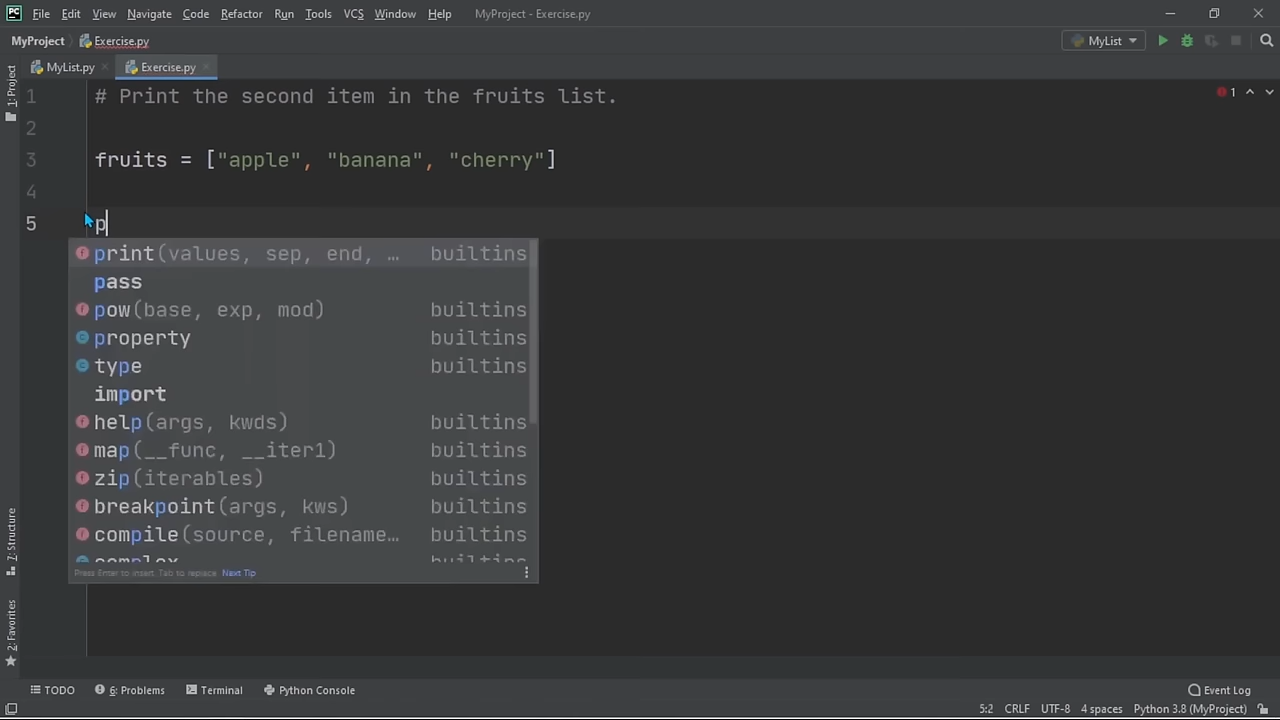 PC File Edit View Navigate Code Refactor Run Tools VCS Window Help MyProject - Exercise.py
MyProject Exercise.py MyList
MyList.py Exercise.py
1: Project
1 # Print the second item in the fruits list. 1
2
3 fruits = ["apple", "banana", "cherry"]
4
5 p
print(values, sep, end, … builtins
pass
pow(base, exp, mod) builtins
property builtins
type builtins
import
help(args, kwds) builtins
map(__func, __iter1) builtins
zip(iterables) builtins
breakpoint(args, kws) builtins
compile(source, filename… builtins
complex builtins
Press Enter to insert, Tab to replace Next Tip
7: Structure
2: Favorites
TODO 6: Problems Terminal Python Console Event Log
5:2 CRLF UTF-8 4 spaces Python 3.8 (MyProject)